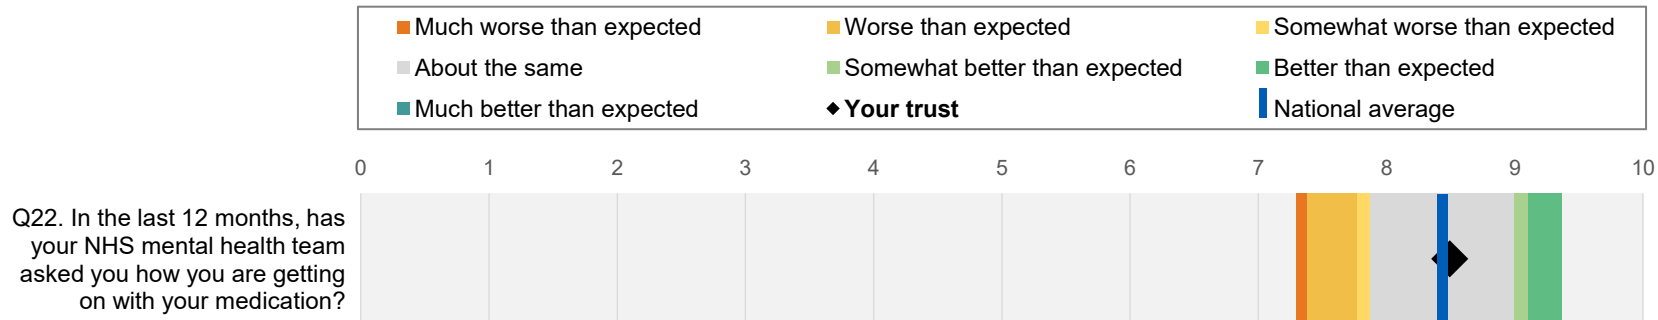 Much worse than expected
Worse than expected
Somewhat worse than expected
About the same
Somewhat better than expected
Better than expected
Much better than expected
Your trust
National average
0 1 2 3 4 5 6 7 8 9 10
Q22. In the last 12 months, has
your NHS mental health team
asked you how you are getting
on with your medication?